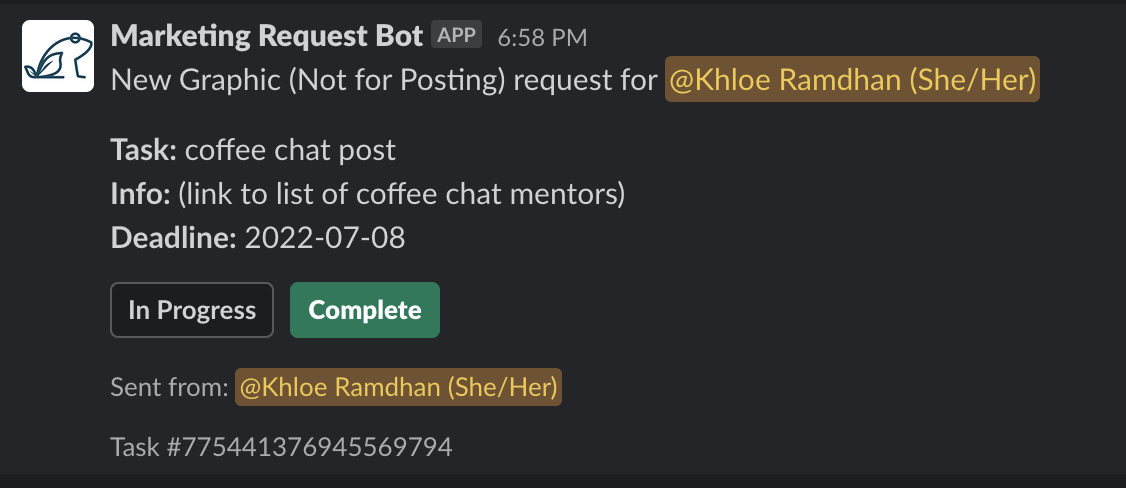 Marketing Request Bot APP 6:58 PM
New Graphic (Not for Posting) request for @Khloe Ramdhan (She/Her)
Task: coffee chat post
Info: (link to list of coffee chat mentors)
Deadline: 2022-07-08
In Progress Complete
Sent from: @Khloe Ramdhan (She/Her)
Task #775441376945569794